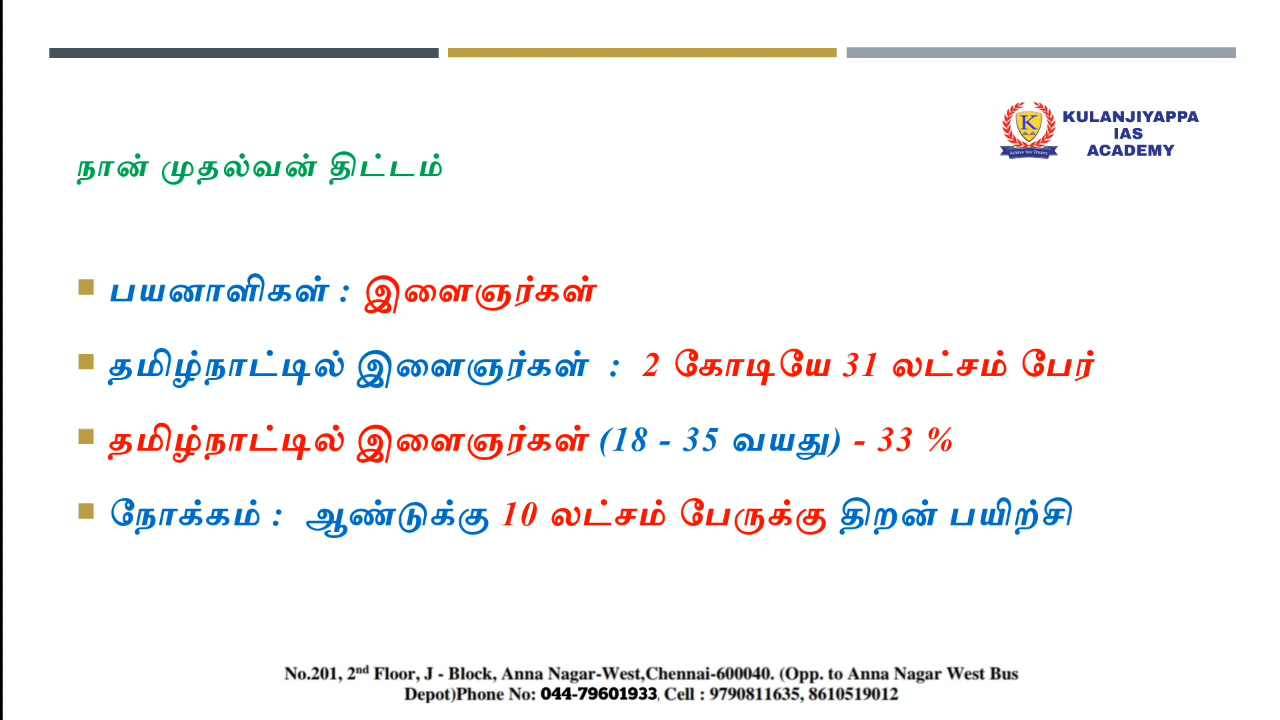 KULANJIYAPPA
IAS
ACADEMY
நான் முதல்வன் திட்டம்
பயனாளிகள் : இளைஞர்கள்
தமிழ்நாட்டில் இளைஞர்கள் : 2 கோடியே 31 லட்சம் பேர்
தமிழ்நாட்டில் இளைஞர்கள் (18 - 35 வயது) - 33 %
நோக்கம் : ஆண்டுக்கு 10 லட்சம் பேருக்கு திறன் பயிற்சி
No.201, 2nd Floor, J - Block, Anna Nagar-West,Chennai-600040. (Opp. to Anna Nagar West Bus
Depot)Phone No: 044-79601933, Cell : 9790811635, 8610519012